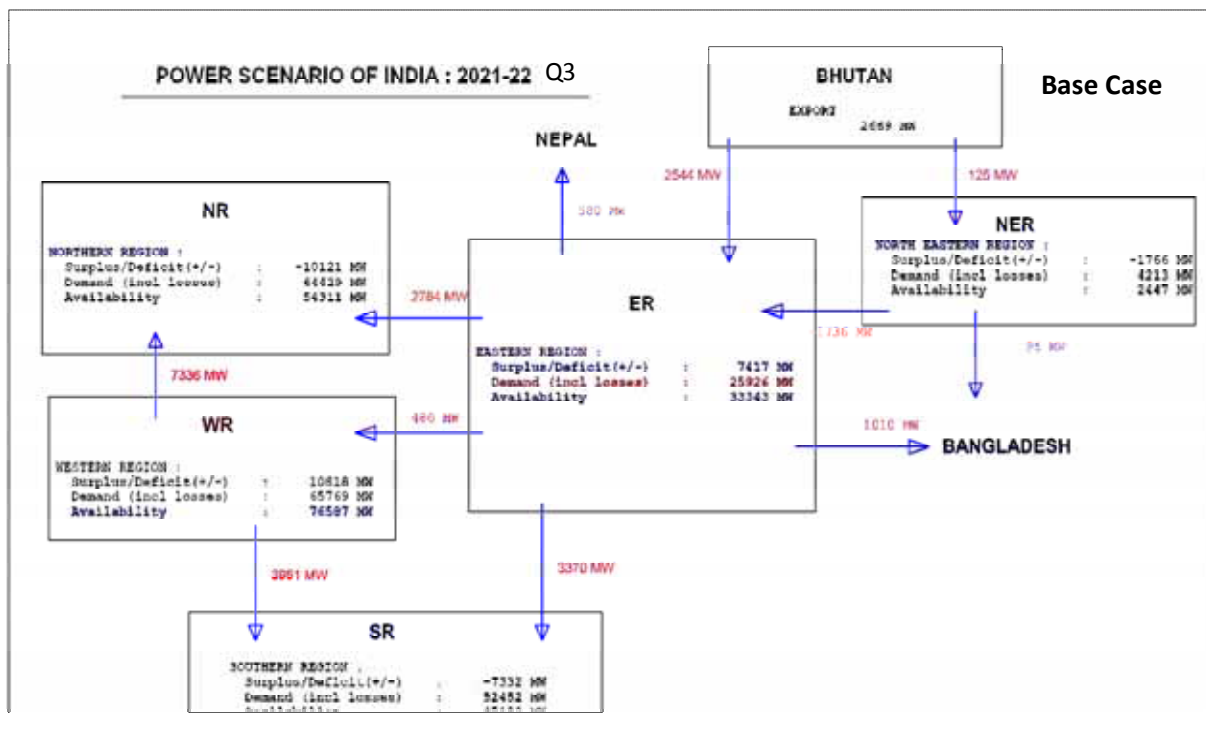 POWER SCENARIO OF INDIA : 2021-22 Q3
Base Case
BHUTAN
EXPORT
2669 MW
NEPAL
2544 MW
125 MW
580 MW
NR
NORTHERN REGION :
Surplus/Deficit(+/-) : -10121 MW
Demand (incl losses) : MW
Availability : 54311 MW
NER
NORTH EASTERN REGION :
Surplus/Deficit(+/-) : -1766 MW
Demand (incl losses) : 4213 MW
Availability : 2447 MW
2784 MW
ER
-1736 MW
EASTERN REGION :
Surplus/Deficit(+/-) : 7417 MW
Demand (incl losses) : 25926 MW
Availability : 33343 MW
95 MW
7336 MW
WR
480 MW
1010 MW
BANGLADESH
WESTERN REGION :
Surplus/Deficit(+/-) : 10818 MW
Demand (incl losses) : 65769 MW
Availability : 76587 MW
3961 MW
3370 MW
SR
SOUTHERN REGION :
Surplus/Deficit(+/-) : -7332 MW
Demand (incl losses) : 52452 MW